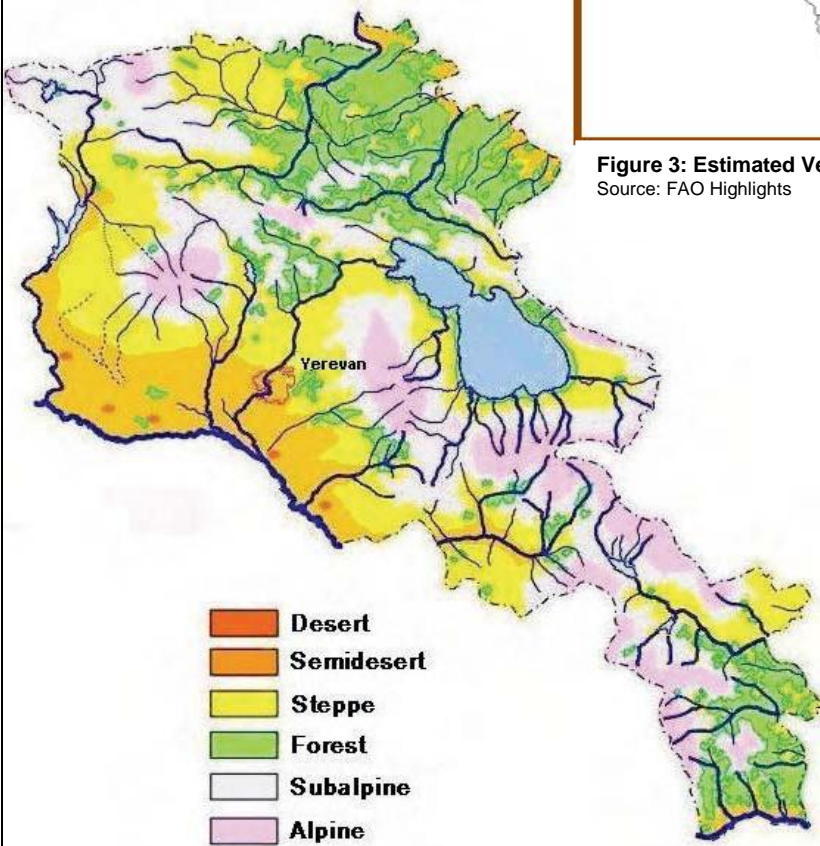 Figure 3: Estimated Ve
Source: FAO Highlights
Yerevan
Desert
Semidesert
Steppe
Forest
Subalpine
Alpine